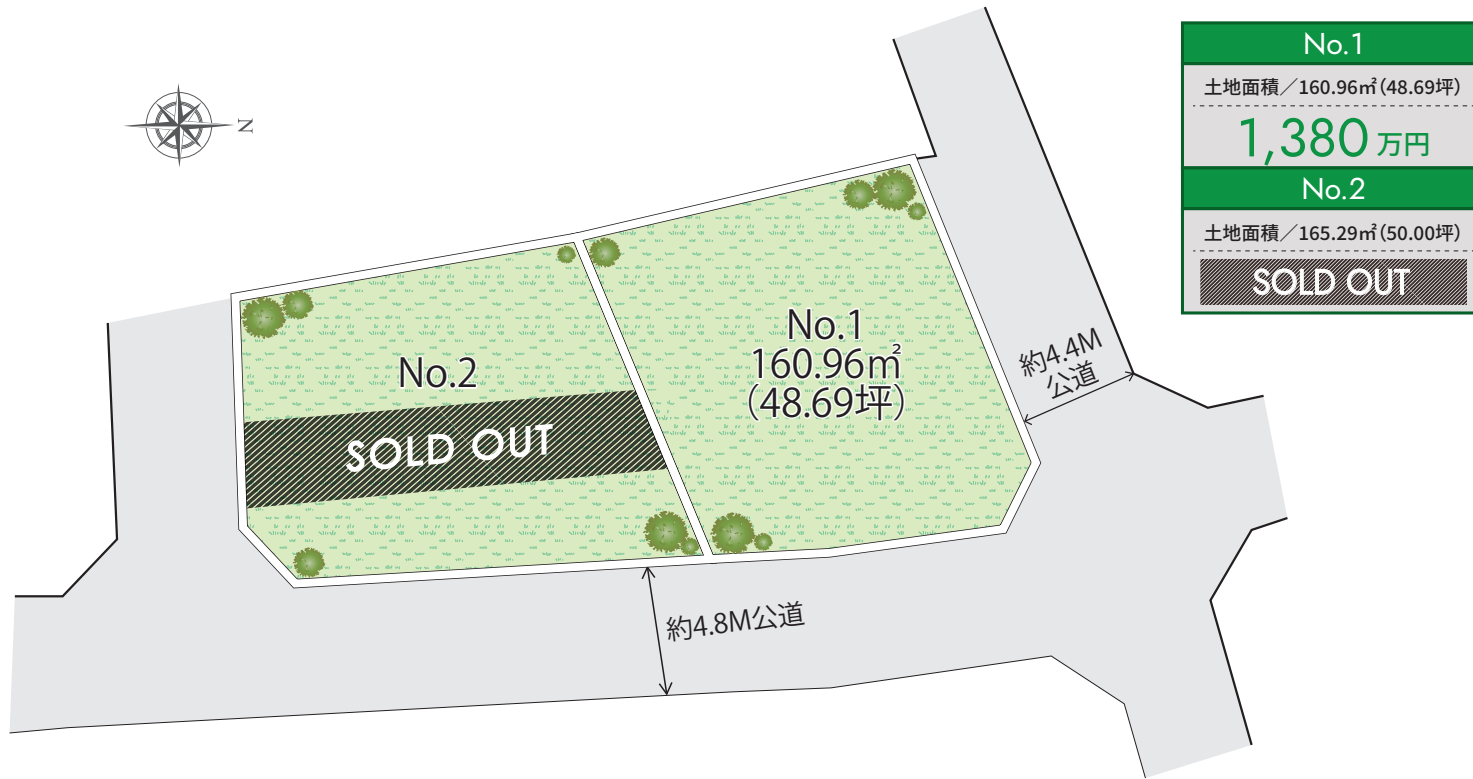 N
No.1
土地面積／160.96㎡(48.69坪)
1,380万円
No.2
土地面積／165.29㎡(50.00坪)
SOLD OUT
No.1
160.96㎡
(48.69坪)
約4.4M
公道
No.2
SOLD OUT
約4.8M公道